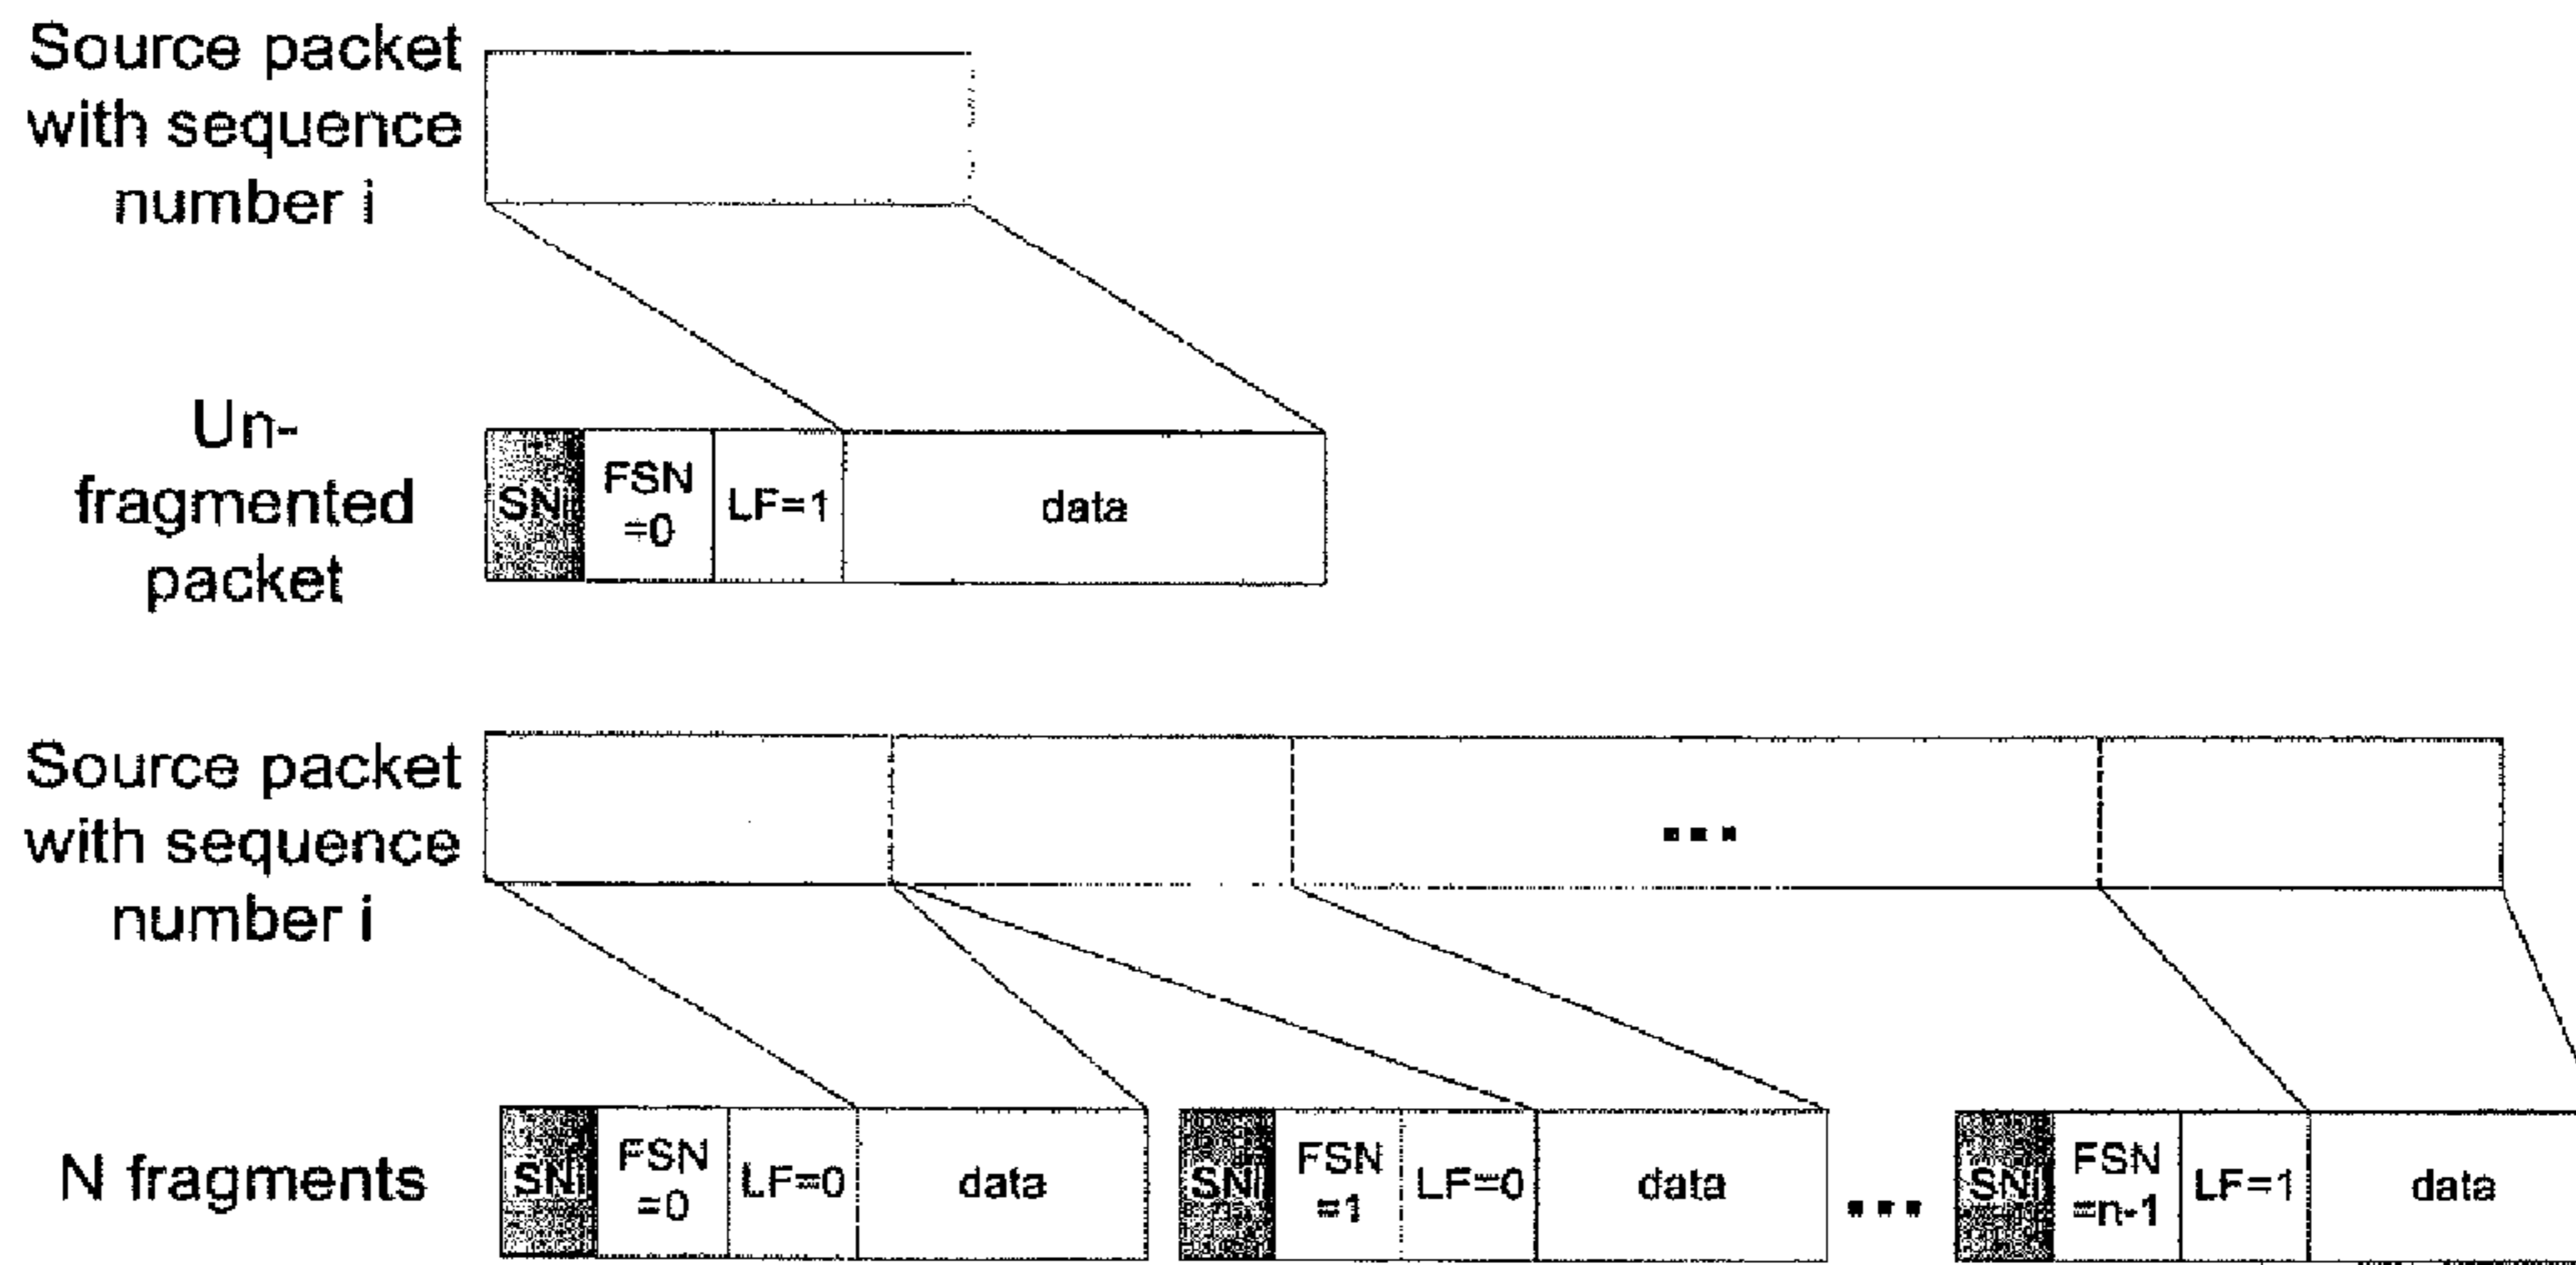 Source packet
with sequence
number i
Un-
fragmented
packet
SNi
FSN
=0
LF=1
data
Source packet
with sequence
number i
...
N fragments
SNi
FSN
=0
LF=0
data
SNi
FSN
=1
LF=0
data
...
SNi
FSN
=n-1
LF=1
data